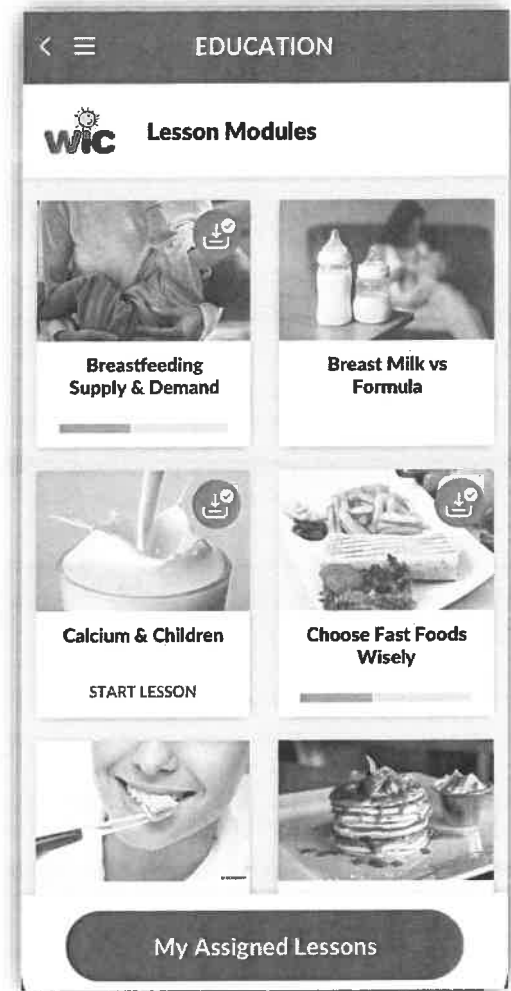 EDUCATION
WIC
Lesson Modules
Breastfeeding
Supply & Demand
Breast Milk vs
Formula
Calcium & Children
START LESSON
Choose Fast Foods
Wisely
My Assigned Lessons